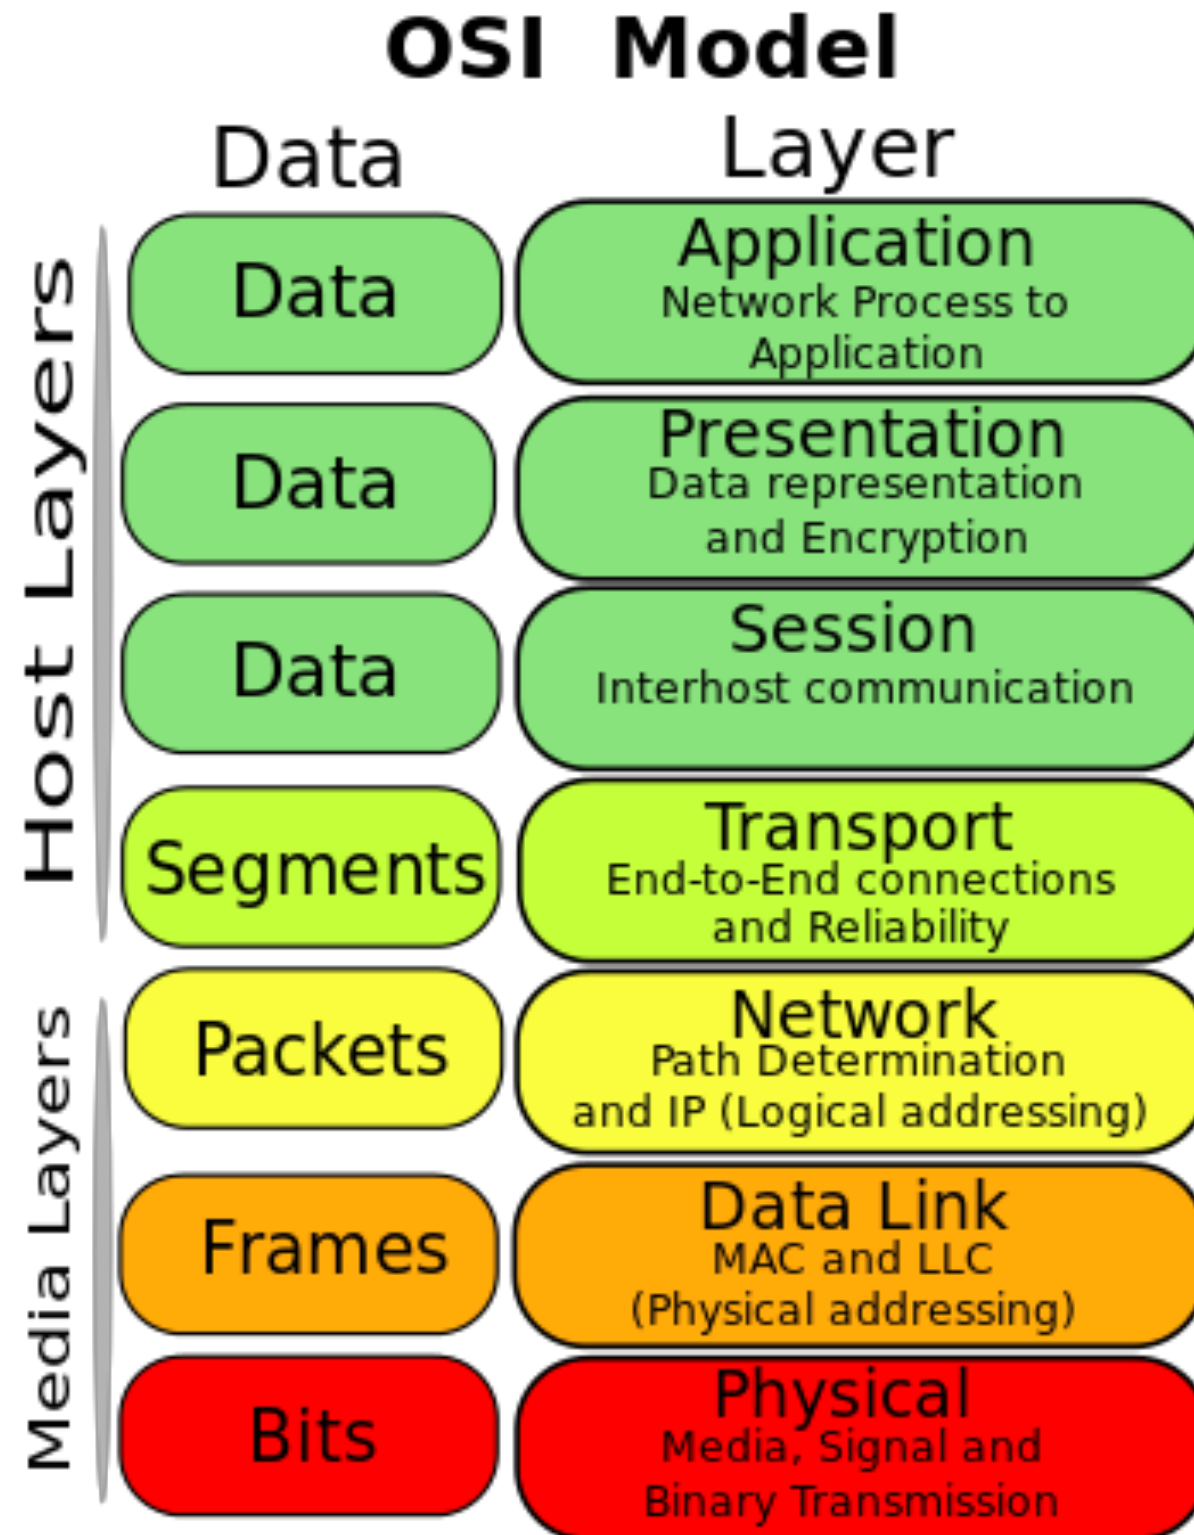 OSI Model
Data
Layer
Host Layers
Data
Application
Network Process to
Application
Data
Presentation
Data representation
and Encryption
Data
Session
Interhost communication
Segments
Transport
End-to-End connections
and Reliability
Media Layers
Packets
Network
Path Determination
and IP (Logical addressing)
Frames
Data Link
MAC and LLC
(Physical addressing)
Bits
Physical
Media, Signal and
Binary Transmission